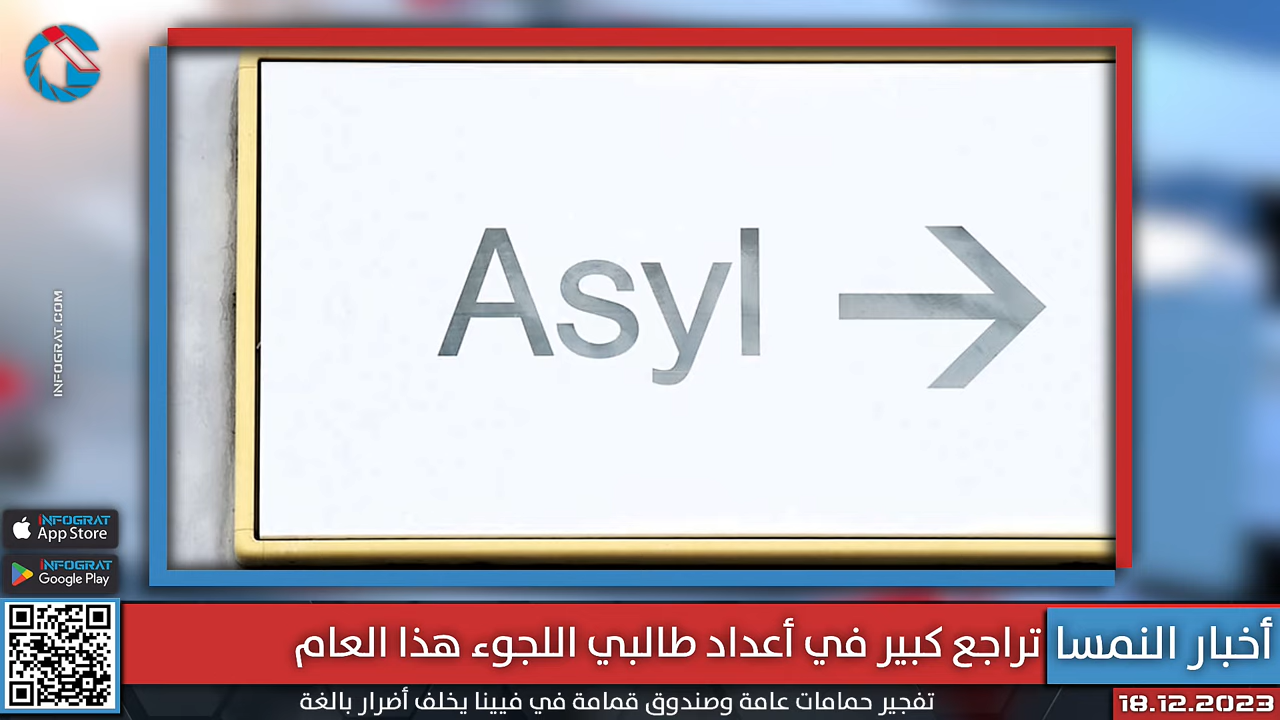 Asyl →
INFOGRAT.COM
INFOGRAT
App Store
INFOGRAT
Google Play
أخبار النمسا
تراجع كبير في أعداد طالبي اللجوء هذا العام
تفجير حمامات عامة وصندوق قمامة في فيينا يخلف أضرار بالغة
18.12.2023